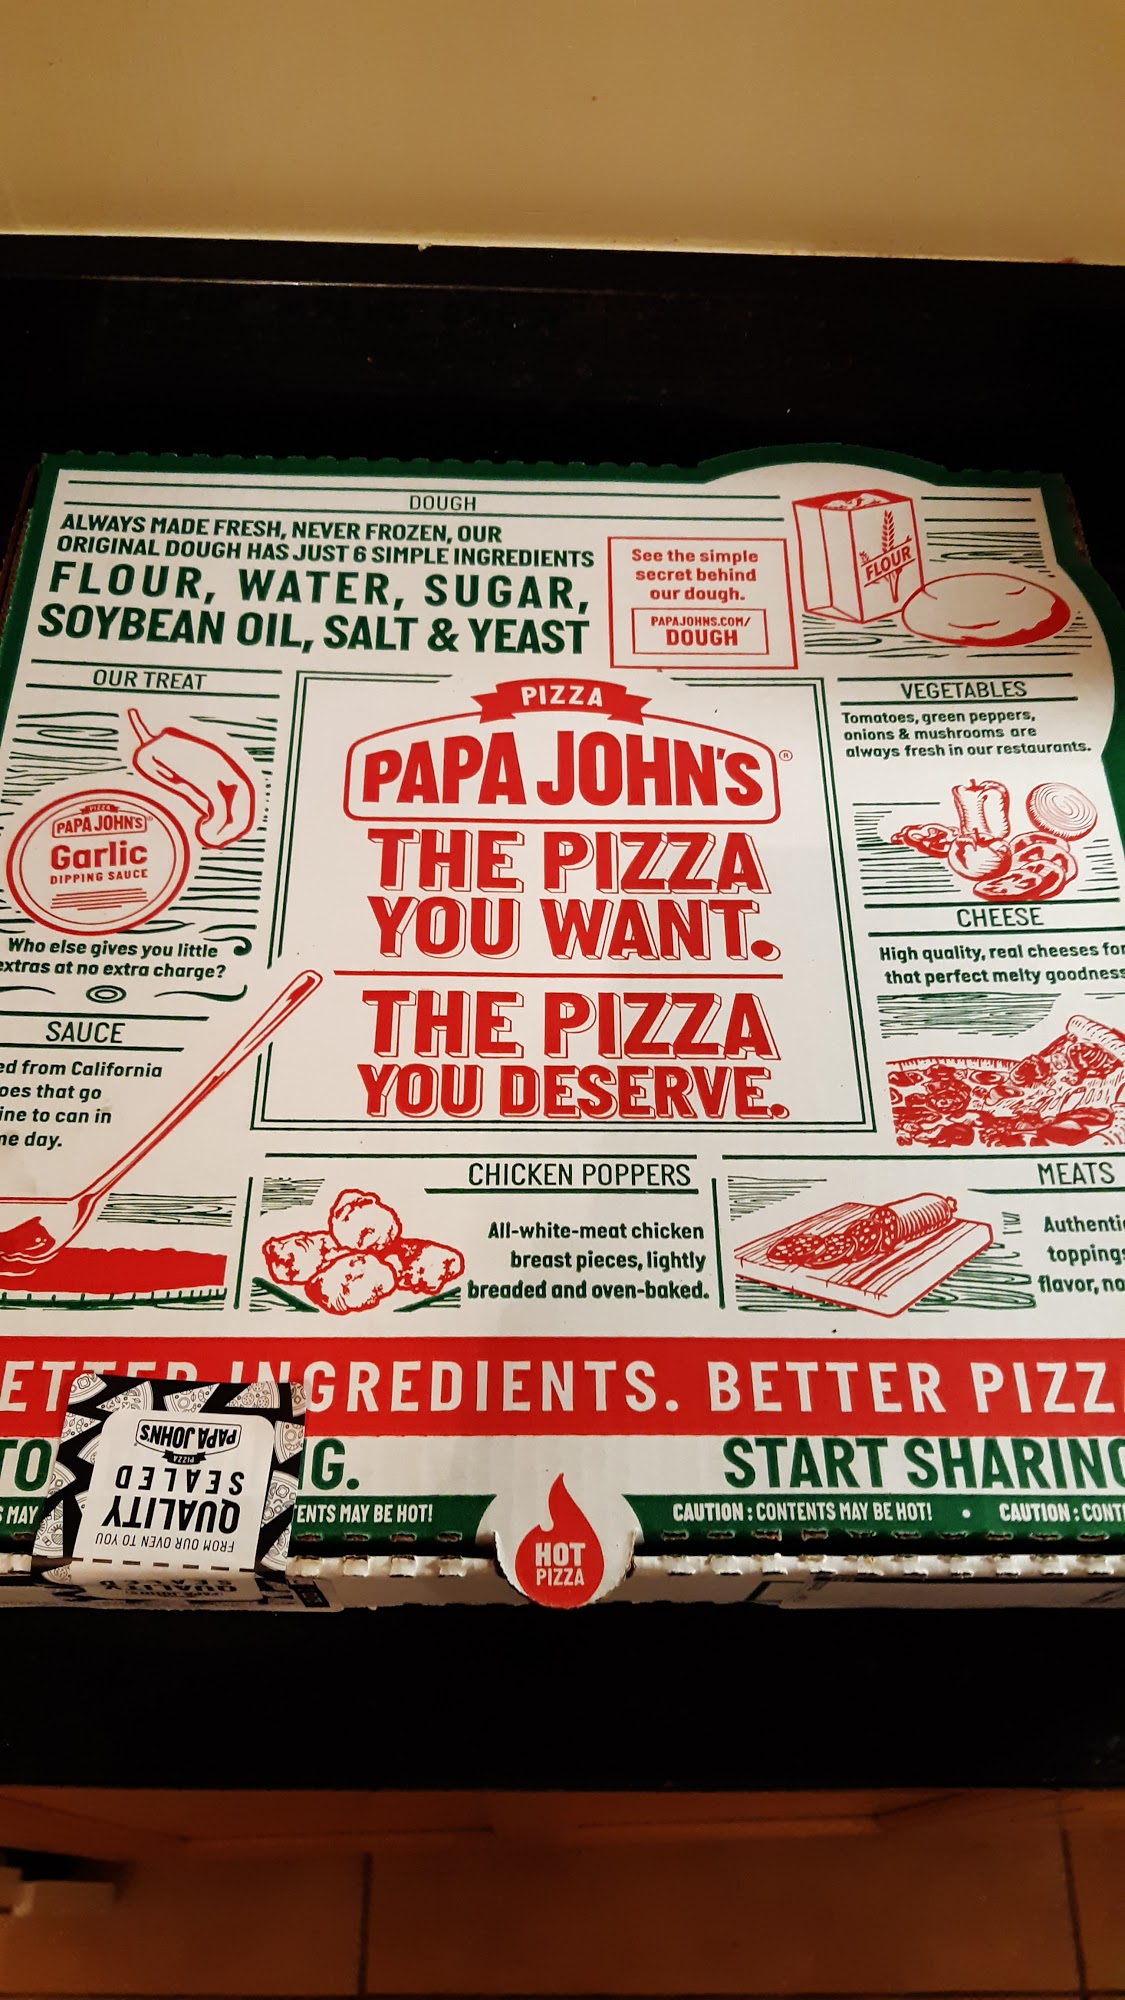 DOUGH
ALWAYS MADE FRESH, NEVER FROZEN, OUR
ORIGINAL DOUGH HAS JUST 6 SIMPLE INGREDIENTS
FLOUR, WATER, SUGAR,
SOYBEAN OIL, SALT & YEAST
See the simple
secret behind
our dough.
PAPAJOHNS.COM/
DOUGH
FLOUR
OUR TREAT
PIZZA
PAPA JOHN'S
Garlic
DIPPING SAUCE
Who else gives you little
extras at no extra charge?
SAUCE
ed from California
oes that go
ine to can in
ne day.
PIZZA
PAPA JOHN'S®
THE PIZZA
YOU WANT.
THE PIZZA
YOU DESERVE.
VEGETABLES
Tomatoes, green peppers,
onions & mushrooms are
always fresh in our restaurants.
CHEESE
High quality, real cheeses for
that perfect melty goodness
CHICKEN POPPERS
All-white-meat chicken
breast pieces, lightly
breaded and oven-baked.
MEATS
Authenti
toppings
flavor, no
ETTER INGREDIENTS. BETTER PIZZ
TO
G.
START SHARING
S MAY
ENTS MAY BE HOT!
CAUTION: CONTENTS MAY BE HOT! • CAUTION: CONT
HOT
PIZZA
FROM OUR OVEN TO YOU
QUALITY
SEALED
PIZZA
PAPA JOHN'S